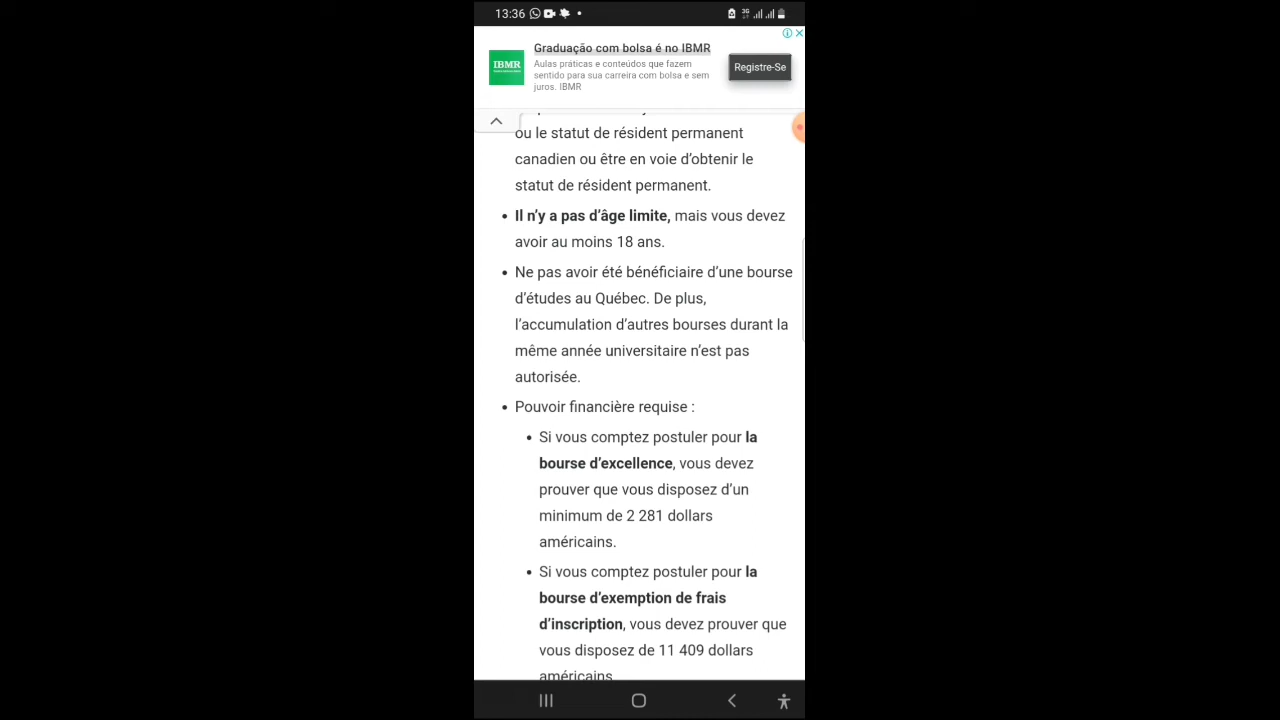 13:36
3G
Graduação com bolsa é no IBMR
IBMR
Aulas práticas e conteúdos que fazem
sentido para sua carreira com bolsa e sem
juros. IBMR
Registre-Se
ou le statut de résident permanent
canadien ou être en voie d’obtenir le
statut de résident permanent.
• Il n’y a pas d’âge limite, mais vous devez
avoir au moins 18 ans.
• Ne pas avoir été bénéficiaire d’une bourse
d’études au Québec. De plus,
l’accumulation d’autres bourses durant la
même année universitaire n’est pas
autorisée.
• Pouvoir financière requise :
• Si vous comptez postuler pour la
bourse d’excellence, vous devez
prouver que vous disposez d’un
minimum de 2 281 dollars
américains.
• Si vous comptez postuler pour la
bourse d’exemption de frais
d’inscription, vous devez prouver que
vous disposez de 11 409 dollars
américains